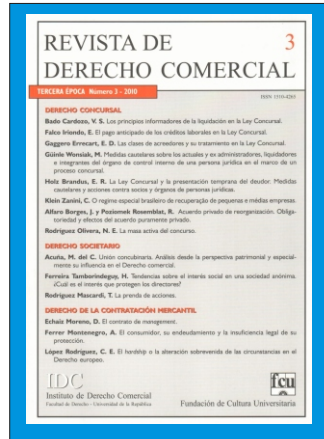 REVISTA DE
3
DERECHO COMERCIAL
TERCERA ÉPOCA Número 3 - 2010
DERECHO CONCURSAL
Bado Cardozo, V. S. Los principios informadores de la liquidación en la Ley Concursal.
Falco Iriondo, E. El pago anticipado de los créditos laborales en la Ley Concursal.
Gaggero Errecart, E. D. Las clases de acreedores y su tratamiento en la Ley Concursal.
Günle Wonsiak, M. Medidas cautelares sobre los actuales y ex administradores, liquidadores
e integrantes del órgano de control interno de una persona jurídica en el marco de un
proceso concursal.
Holz Brandus, E. R. La Ley Concursal y la presentación temprana del deudor. Medidas
cautelares y acciones contra socios y órganos de personas jurídicas.
Klein Zanini, C. O regime especial brasileiro de recuperação de pequenas e médias empresas.
Alfaro Borges, J. y Poziomek Rosemblat, R. Acuerdo privado de reorganización. Obliga-
toriedad y efectos del acuerdo puramente privado.
Rodríguez Olivera, N. E. La masa activa del concurso.
DERECHO SOCIETARIO
Acuña, M. del C. Unión concubinaria. Análisis desde la perspectiva patrimonial y especial-
mente su influencia en el Derecho comercial.
Ferreira Tamborindeguy, H. Tendencias sobre el interés social en una sociedad anónima.
¿Cuál es el interés que protegen los directores?
Rodríguez Mascardi, T. La prenda de acciones.
DERECHO DE LA CONTRATACIÓN MERCANTIL
Echaiz Moreno, D. El contrato de management.
Ferrer Montenegro, A. El consumidor, su endeudamiento y la insuficiencia legal de su
protección.
López Rodríguez, C. E. El hardship o la alteración sobrevenida de las circunstancias en el
Derecho europeo.
IDC
fcu
Instituto de Derecho Comercial
Facultad de Derecho - Universidad de la República
Fundación de Cultura Universitaria